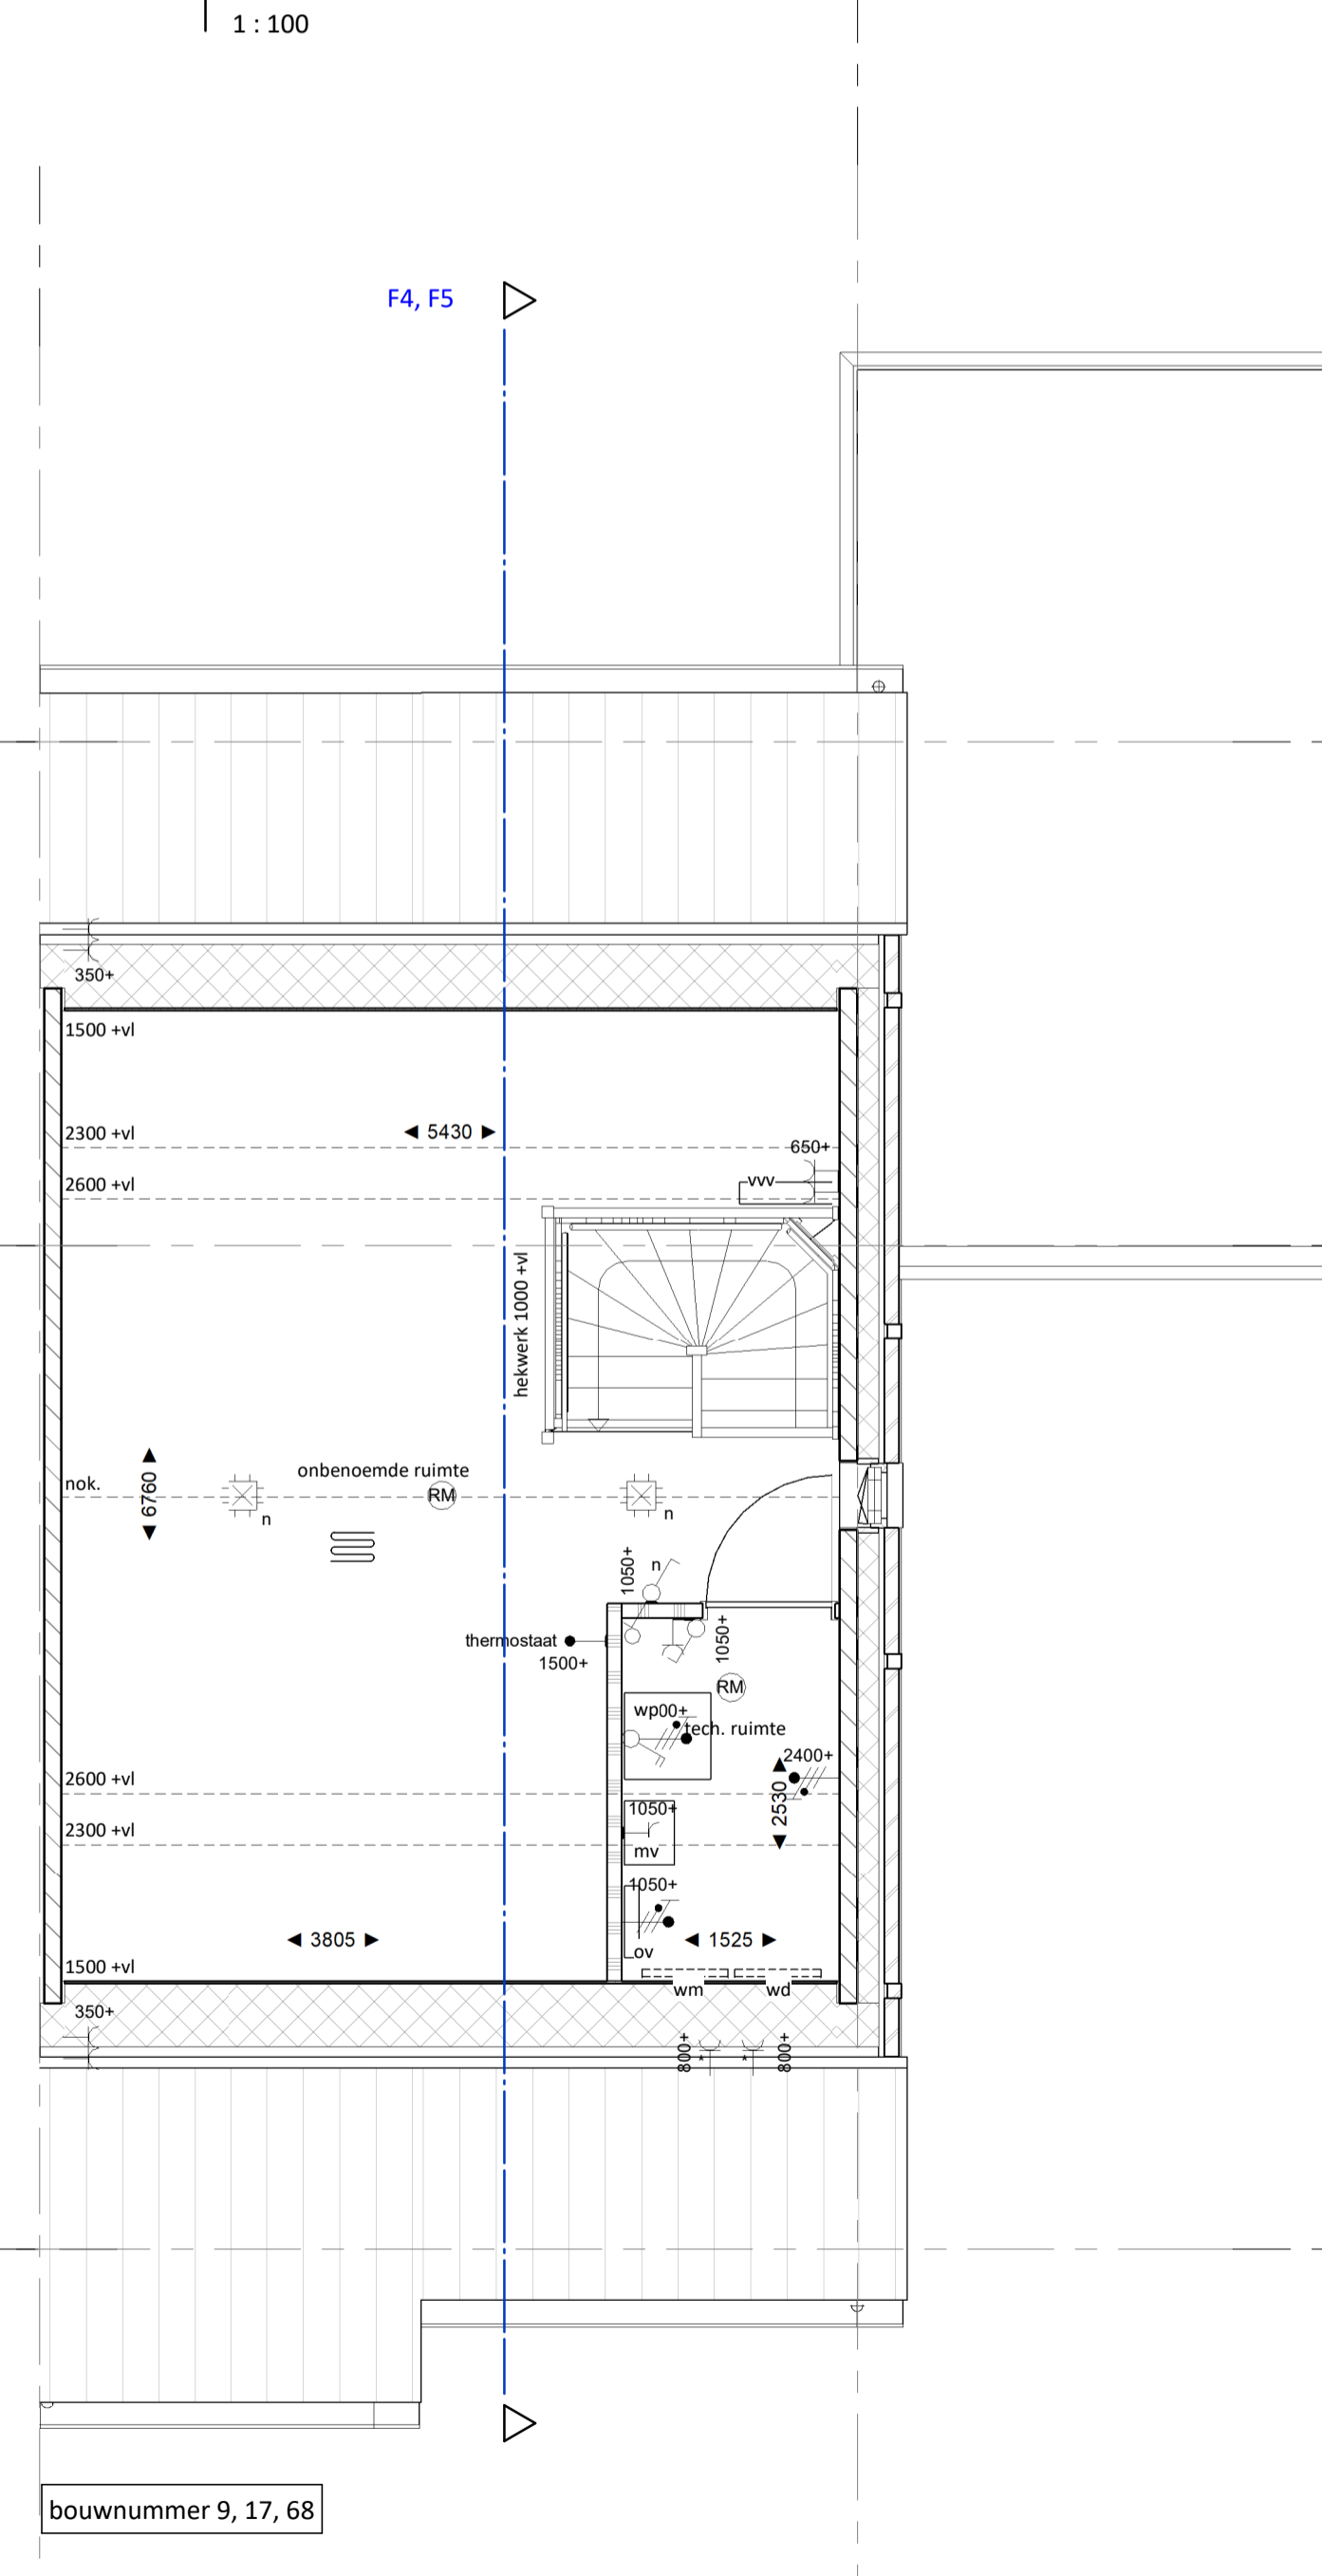 1 : 100
F4, F5
350+
1500 +vl
2300 +vl
5430
650+
2600 +vl
vvv
hekwerk 1000 +vl
onbenoemde ruimte
nok.
6760
RM
n
n
1050+
n
1050+
thermostaat
1500+
RM
wp00+
tech. ruimte
2400+
2600 +vl
2530
1050+
2300 +vl
mv
1050+
3805
1525
ov
1500 +vl
wm
wd
350+
800+
800+
bouwnummer 9, 17, 68